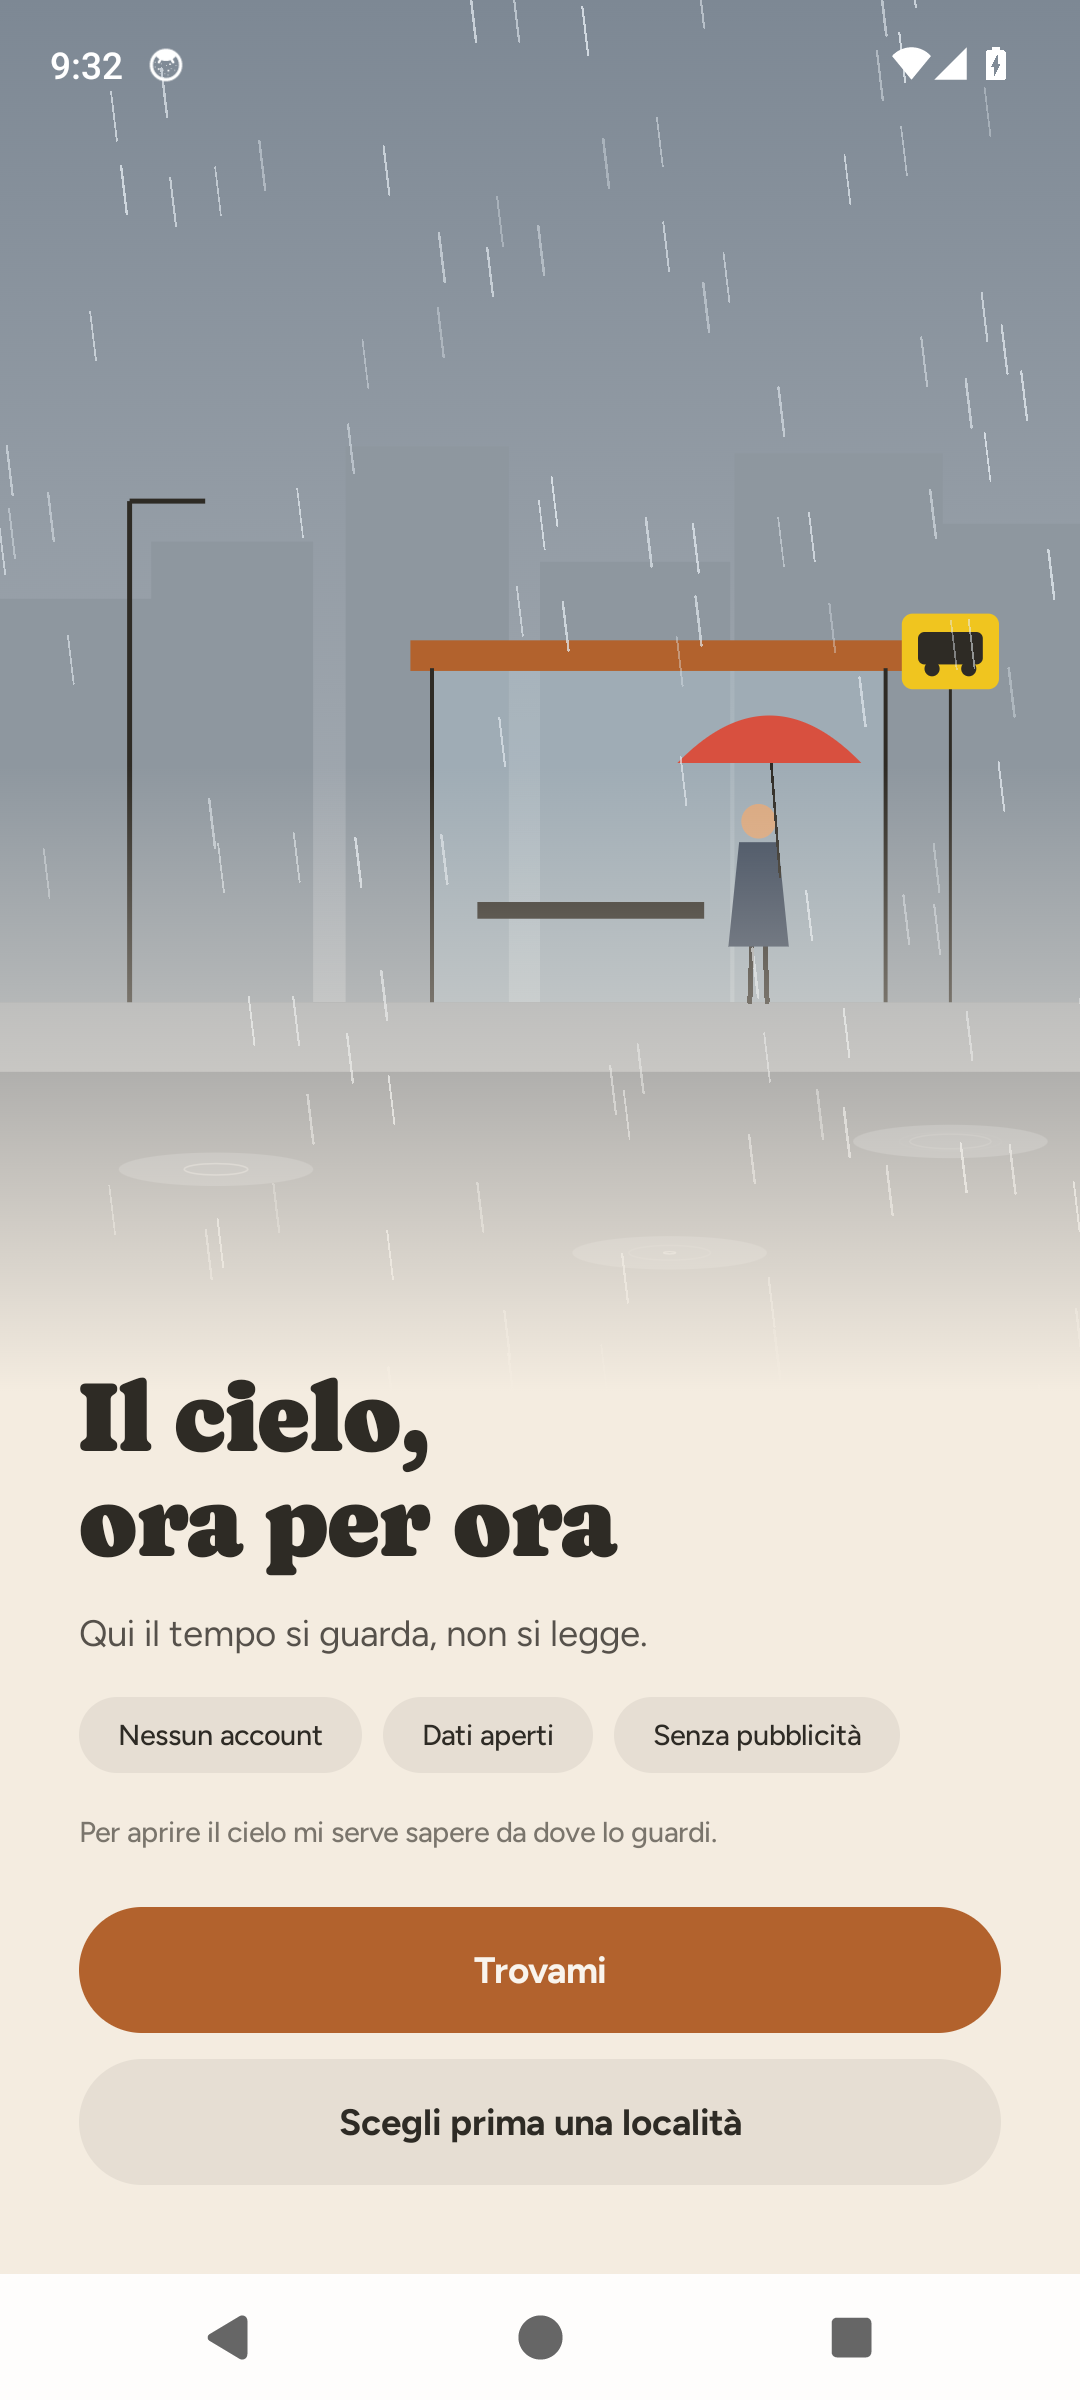 9:32
Il cielo,
ora per ora
Qui il tempo si guarda, non si legge.
Nessun account
Dati aperti
Senza pubblicità
Per aprire il cielo mi serve sapere da dove lo guardi.
Trovami
Scegli prima una località